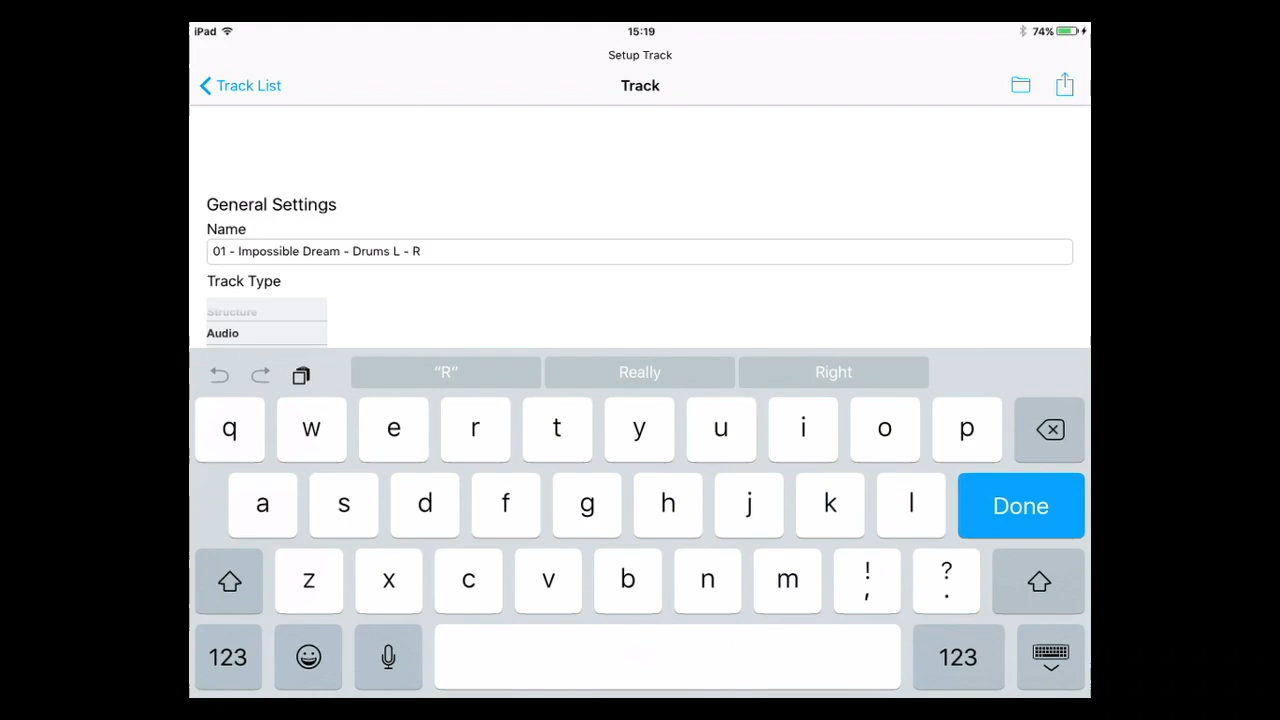 iPad 15:19 74%
Setup Track
Track List Track
General Settings
Name
01 - Impossible Dream - Drums L - R
Track Type
Structure
Audio
“R” Really Right
q w e r t y u i o p
a s d f g h j k l Done
z x c v b n m ! , ? .
123 123